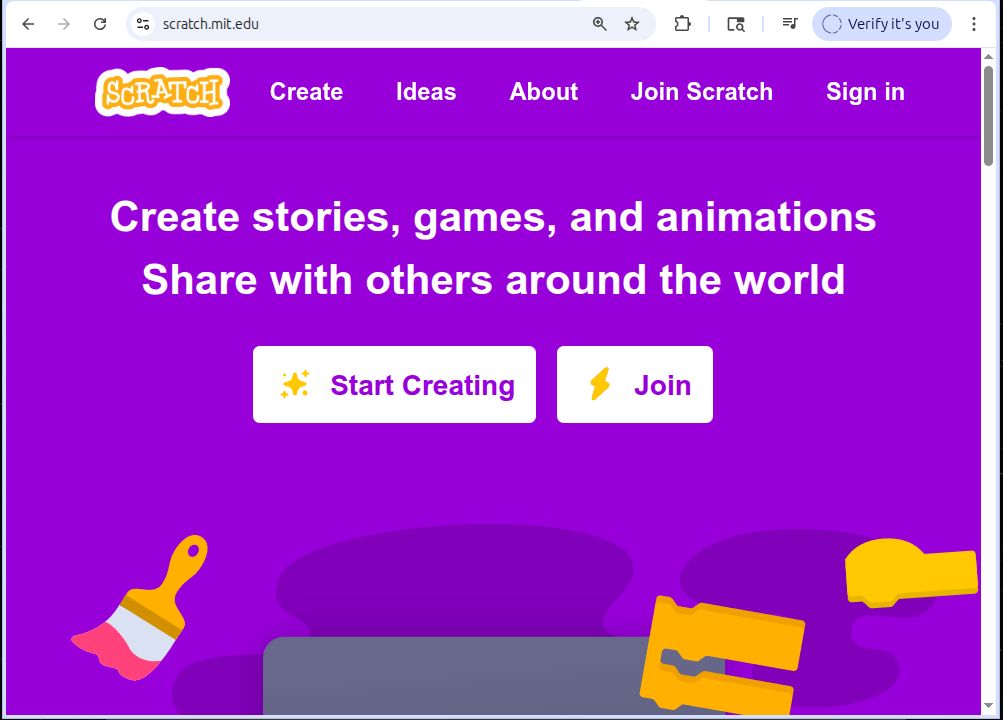 scratch.mit.edu
Verify it's you
SCRATCH
Create
Ideas
About
Join Scratch
Sign in
Create stories, games, and animations
Share with others around the world
Start Creating
Join